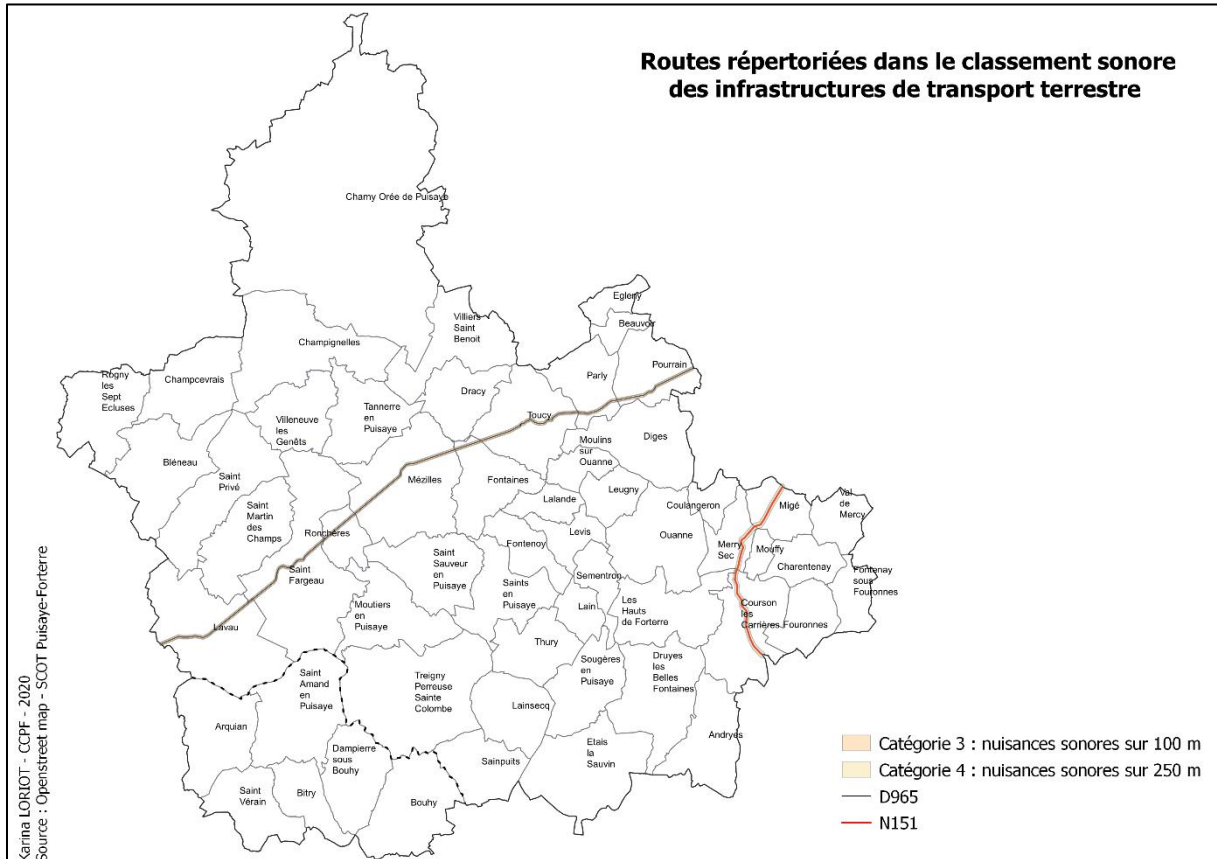 Routes répertoriées dans le classement sonore
des infrastructures de transport terrestre
Charny Orée de Puisaye
Egleny
Beauvoir
Villiers
Saint
Benoit
Champignelles
Pourrain
Parly
Rogny
les
Sept
Ecluses
Champcevrais
Dracy
Tannerre
en
Puisaye
Villeneuve
les
Genêts
Toucy
Moulins
sur
Ouanne
Diges
Bléneau
Saint
Privé
Mézilles
Fontaines
Leugny
Lalande
Coulangeron
Migé
Val
de
Mercy
Saint
Martin
des
Champs
Ronchères
Levis
Ouanne
Fontenoy
Merry
Sec
Mouffy
Charentenay
Fontenay
sous
Fouronnes
Saint
Fargeau
Saint
Sauveur
en
Puisaye
Saints
en
Puisaye
Sementron
Lain
Les
Hauts
de Forterre
Courson
les
Carrières
Fouronnes
Moutiers
en
Puisaye
Lavau
Thury
Saint
Amand
en
Puisaye
Treigny
Perreuse
Sainte
Colombe
Sougères
en
Puisaye
Druyes
les
Belles
Fontaines
Lainsecq
Arquian
Andryes
Dampierre
sous
Bouhy
Sainpuits
Etais
la
Sauvin
Saint
Vérain
Bitry
Bouhy
Catégorie 3 : nuisances sonores sur 100 m
Catégorie 4 : nuisances sonores sur 250 m
D965
N151
Karina LORIOT - CCPF - 2020
Source : Openstreet map - SCOT Puisaye-Forterre